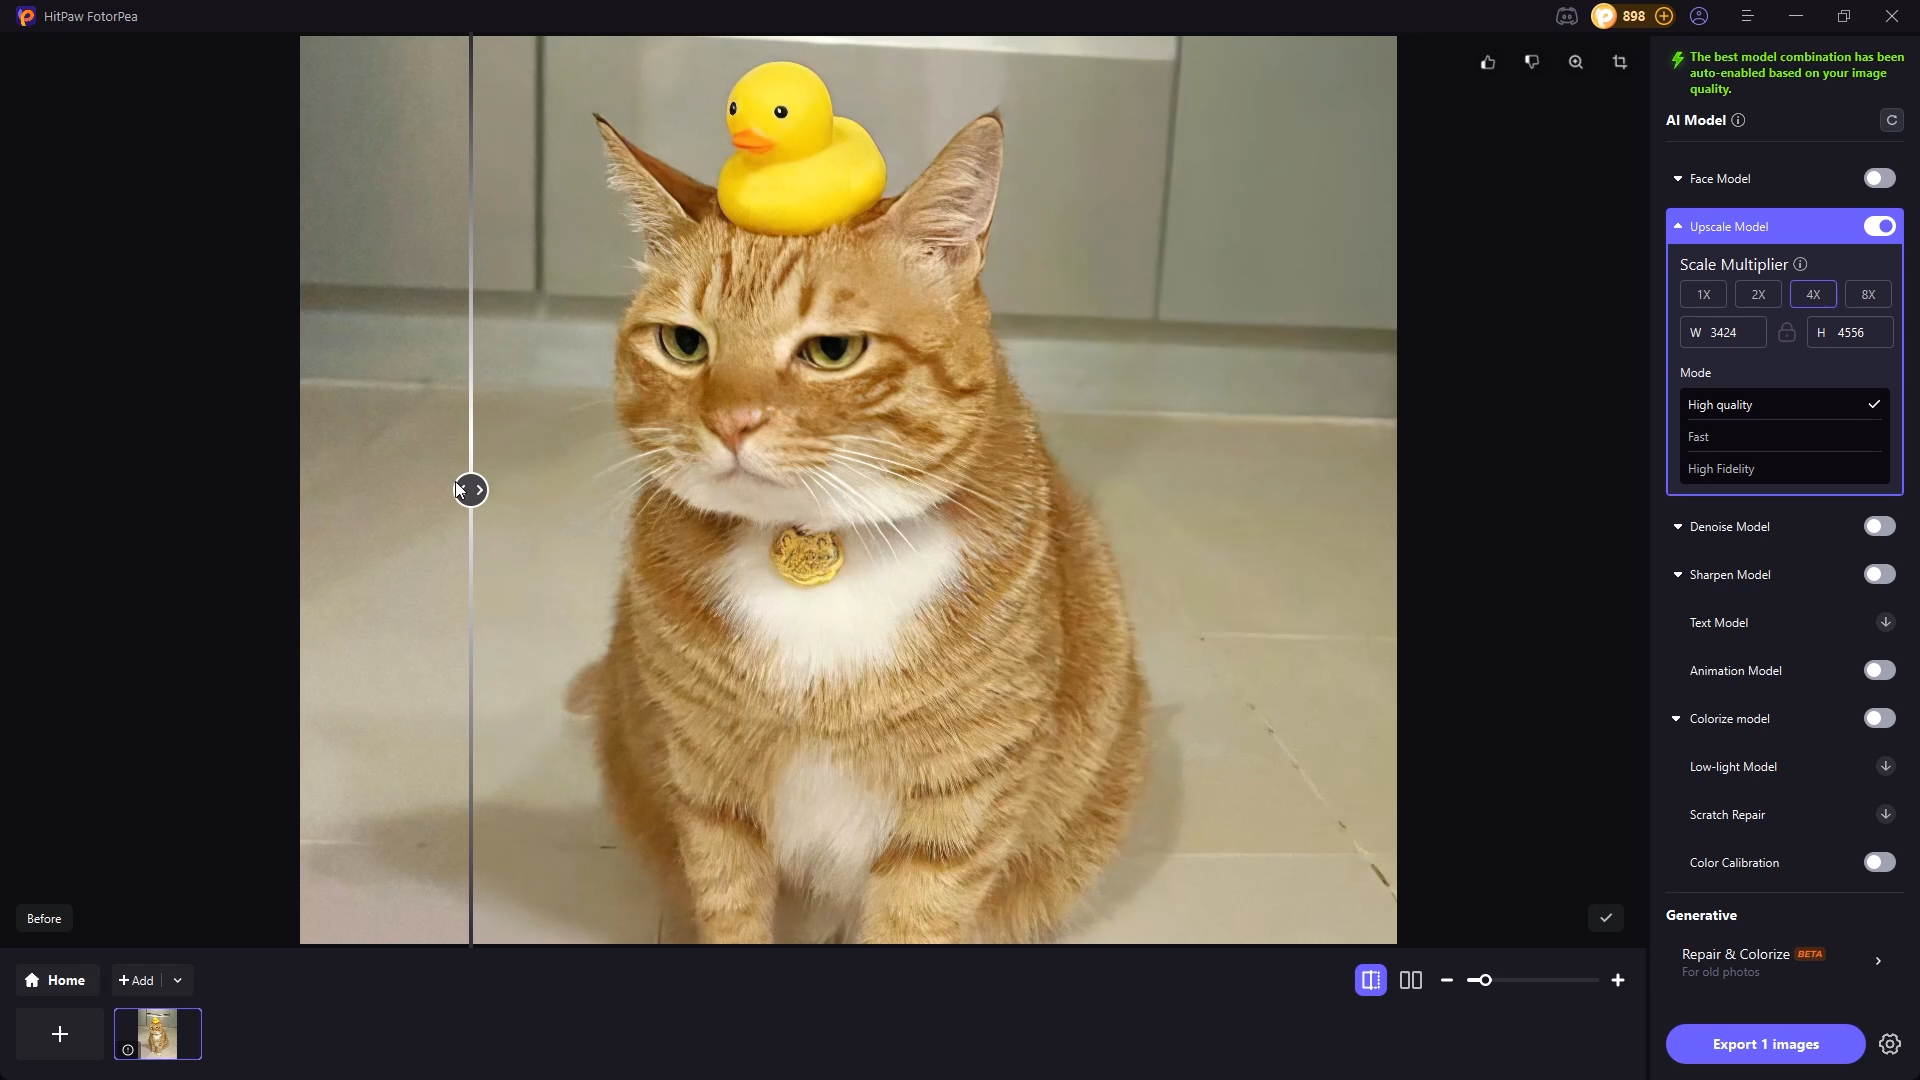 HitPaw FotorPea
898
The best model combination has been
auto-enabled based on your image
quality.
AI Model
Face Model
Upscale Model
Scale Multiplier
1X 2X 4X 8X
W 3424 H 4556
Mode
High quality
Fast
High Fidelity
Denoise Model
Sharpen Model
Text Model
Animation Model
Colorize model
Low-light Model
Scratch Repair
Color Calibration
Before
Generative
Repair & Colorize BETA
For old photos
Home
Add
Export 1 images